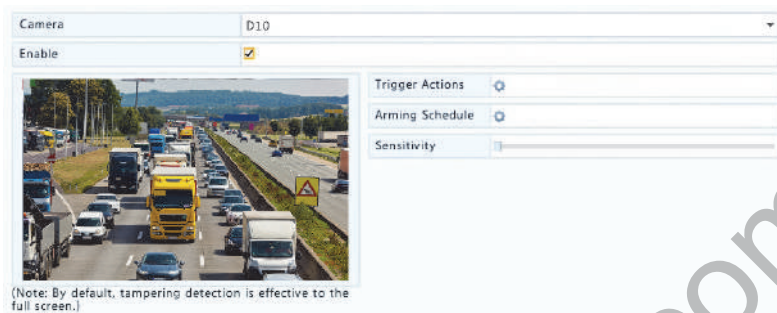 Camera
D10
Enable
Trigger Actions
Arming Schedule
Sensitivity
(Note: By default, tampering detection is effective to the
full screen.)